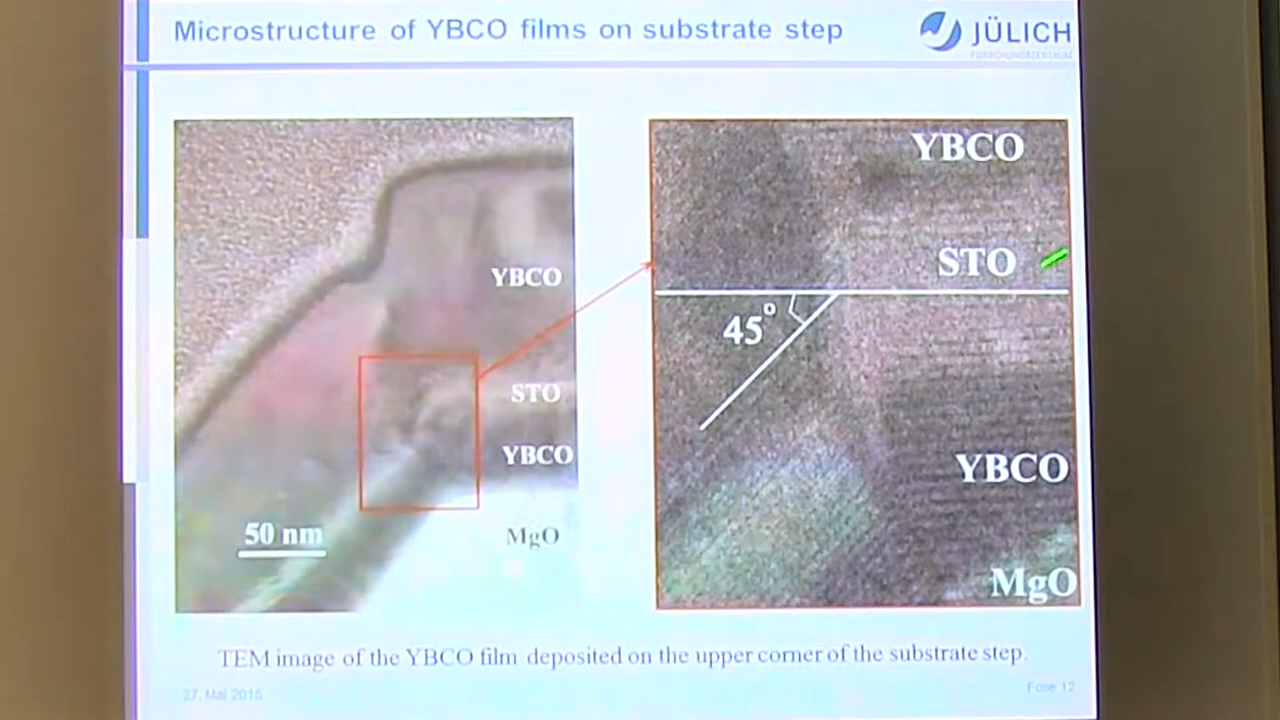 Microstructure of YBCO films on substrate step
JÜLICH
FORSCHUNGSZENTRUM
YBCO
STO
YBCO
MgO
50 nm
YBCO
STO
45°
YBCO
MgO
TEM image of the YBCO film deposited on the upper corner of the substrate step.
27. Mai 2015
Folie 12